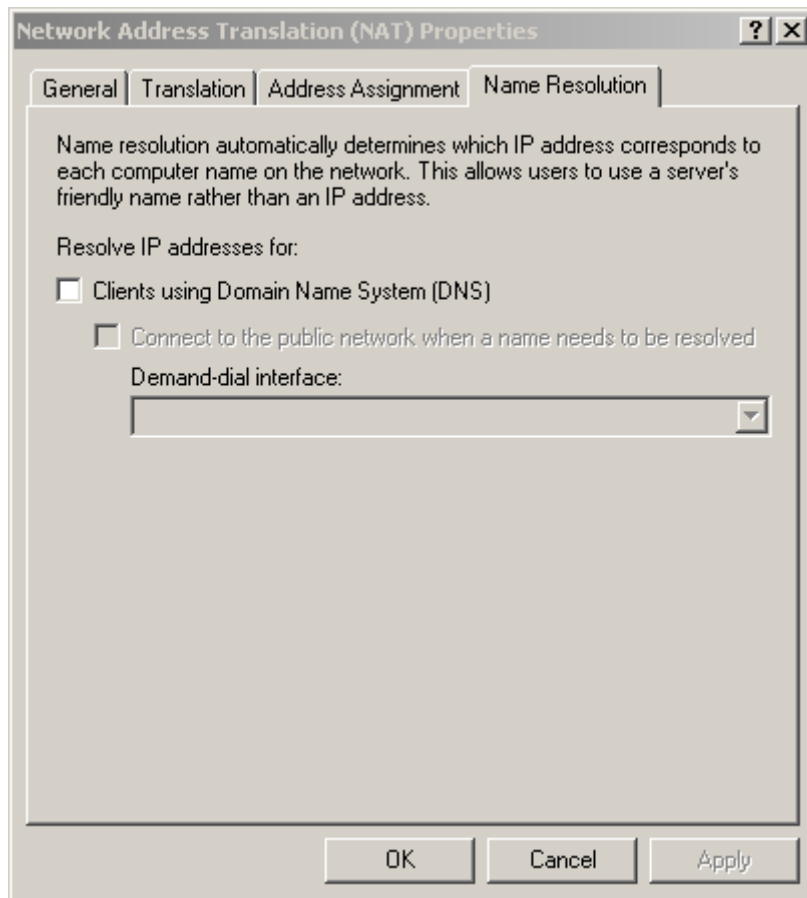 Network Address Translation (NAT) Properties
General Translation Address Assignment Name Resolution
Name resolution automatically determines which IP address corresponds to
each computer name on the network. This allows users to use a server's
friendly name rather than an IP address.
Resolve IP addresses for:
Clients using Domain Name System (DNS)
Connect to the public network when a name needs to be resolved
Demand-dial interface:
OK Cancel Apply